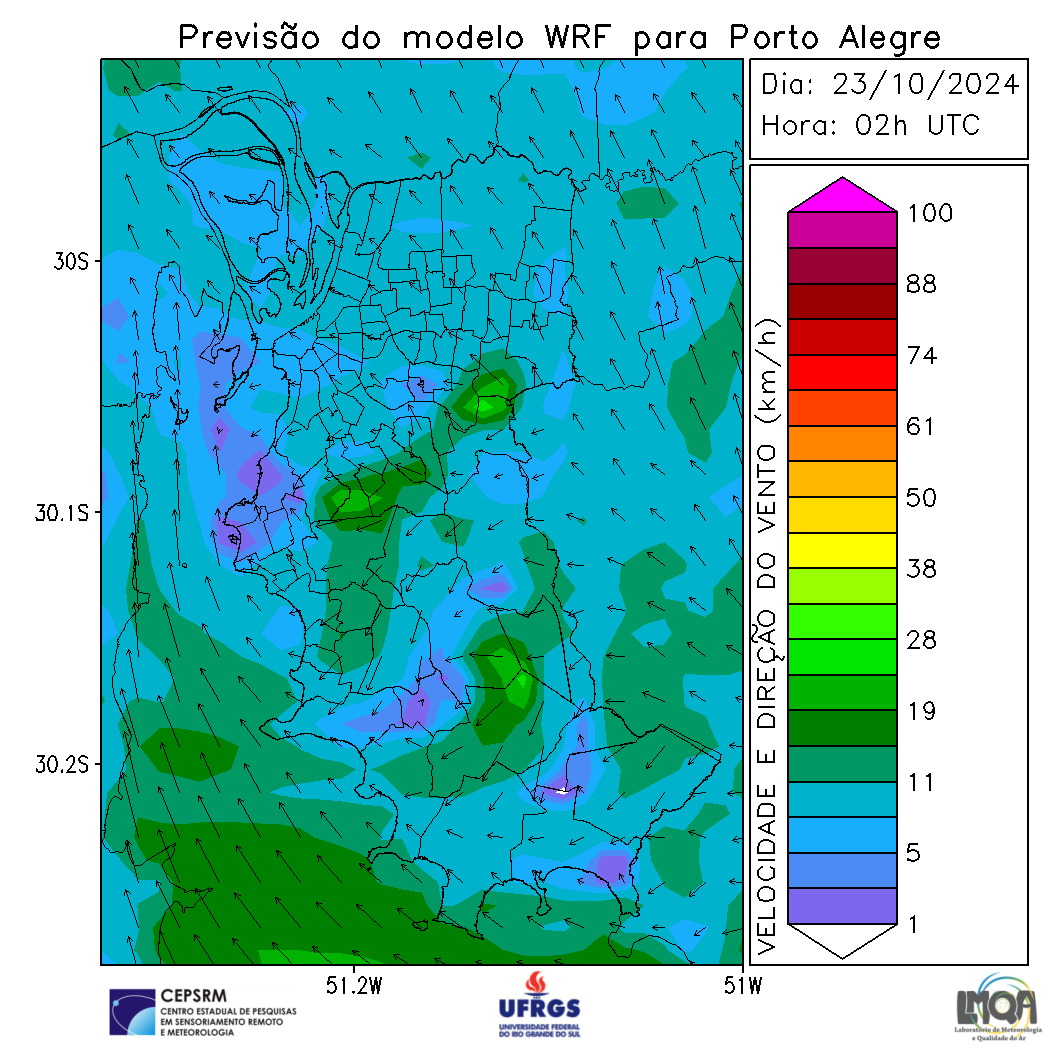 Previsão do modelo WRF para Porto Alegre
Dia: 23/10/2024
Hora: 02h UTC
30S
30.1S
30.2S
51.2W
51W
VELOCIDADE E DIREÇÃO DO VENTO (km/h)
100
88
74
61
50
38
28
19
11
5
1
CEPSRM
CENTRO ESTADUAL DE PESQUISAS
EM SENSORIAMENTO REMOTO
E METEOROLOGIA
UFRGS
UNIVERSIDADE FEDERAL
DO RIO GRANDE DO SUL
LMQA
Laboratório de Meteorologia
e Qualidade do Ar